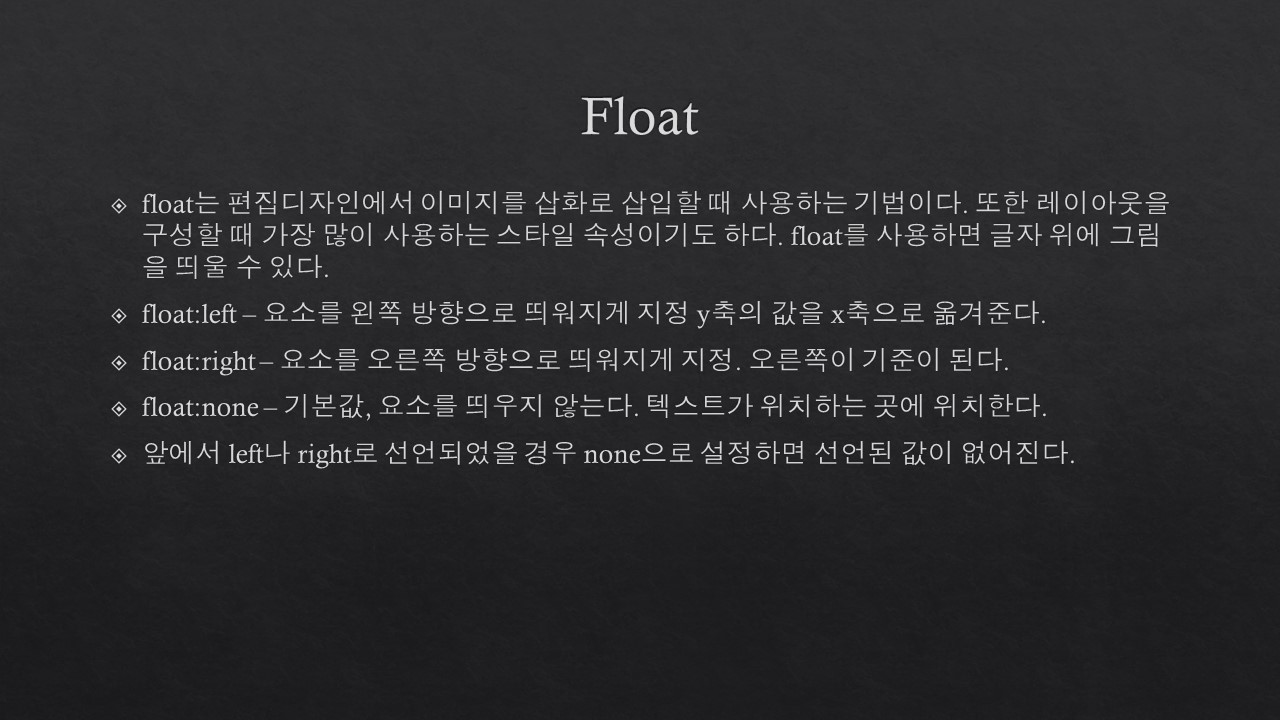 Float
float는 편집디자인에서 이미지를 삽화로 삽입할 때 사용하는 기법이다. 또한 레이아웃을
구성할 때 가장 많이 사용하는 스타일 속성이기도 하다. float를 사용하면 글자 위에 그림
을 띄울 수 있다.
float:left – 요소를 왼쪽 방향으로 띄워지게 지정 y축의 값을 x축으로 옮겨준다.
float:right – 요소를 오른쪽 방향으로 띄워지게 지정. 오른쪽이 기준이 된다.
float:none – 기본값, 요소를 띄우지 않는다. 텍스트가 위치하는 곳에 위치한다.
앞에서 left나 right로 선언되었을 경우 none으로 설정하면 선언된 값이 없어진다.